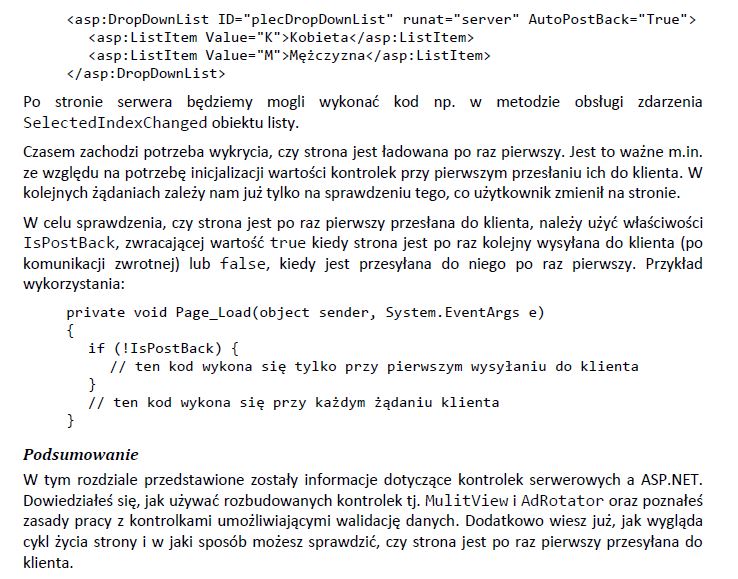 <asp:DropDownList ID="plecDropDownList" runat="server" AutoPostBack="True">
<asp:ListItem Value="K">Kobieta</asp:ListItem>
<asp:ListItem Value="M">Mężczyzna</asp:ListItem>
</asp:DropDownList>
Po stronie serwera będziemy mogli wykonać kod np. w metodzie obsługi zdarzenia
SelectedIndexChanged obiektu listy.
Czasem zachodzi potrzeba wykrycia, czy strona jest ładowana po raz pierwszy. Jest to ważne m.in.
ze względu na potrzebę inicjalizacji wartości kontrolek przy pierwszym przesłaniu ich do klienta. W
kolejnych żądaniach zależy nam już tylko na sprawdzeniu tego, co użytkownik zmienił na stronie.
W celu sprawdzenia, czy strona jest po raz pierwszy przesłana do klienta, należy użyć właściwości
IsPostBack, zwracającej wartość true kiedy strona jest po raz kolejny wysyłana do klienta (po
komunikacji zwrotnej) lub false, kiedy jest przesyłana do niego po raz pierwszy. Przykład
wykorzystania:
private void Page_Load(object sender, System.EventArgs e)
{
if (!IsPostBack) {
// ten kod wykona się tylko przy pierwszym wysyłaniu do klienta
}
// ten kod wykona się przy każdym żądaniu klienta
}
Podsumowanie
W tym rozdziale przedstawione zostały informacje dotyczące kontrolek serwerowych a ASP.NET.
Dowiedziałeś się, jak używać rozbudowanych kontrolek tj. MulitView i AdRotator oraz poznałeś
zasady pracy z kontrolkami umożliwiającymi walidację danych. Dodatkowo wiesz już, jak wygląda
cykl życia strony i w jaki sposób możesz sprawdzić, czy strona jest po raz pierwszy przesyłana do
klienta.